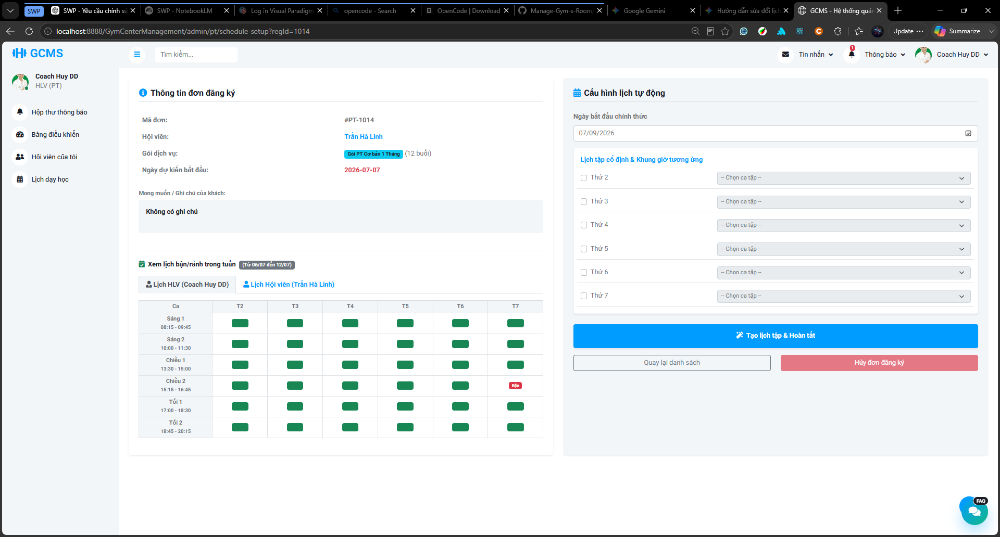 SWP
SWP - Yêu cầu chỉnh sử
SWP - NotebookLM
Log in Visual Paradigm
opencode - Search
OpenCode | Download
Manage-Gym-s-Room/
Google Gemini
Hướng dẫn sửa đổi lịch
GCMS - Hệ thống quản
localhost:8888/GymCenterManagement/admin/pt/schedule-setup?regId=1014
Update
Summarize
GCMS
Tìm kiếm...
Tin nhắn
1
Thông báo
Coach Huy DD
Coach Huy DD
HLV (PT)
Hộp thư thông báo
Bảng điều khiển
Hội viên của tôi
Lịch dạy học
Thông tin đơn đăng ký
Mã đơn: #PT-1014
Hội viên: Trần Hà Linh
Gói dịch vụ: Gói PT Cơ bản 1 Tháng (12 buổi)
Ngày dự kiến bắt đầu: 2026-07-07
Mong muốn / Ghi chú của khách:
Không có ghi chú
Xem lịch bận/rảnh trong tuần (Từ 06/07 đến 12/07)
Lịch HLV (Coach Huy DD) Lịch Hội viên (Trần Hà Linh)
Ca T2 T3 T4 T5 T6 T7
Sáng 1
08:15 - 09:45
Sáng 2
10:00 - 11:30
Chiều 1
13:30 - 15:00
Chiều 2
15:15 - 16:45
Bận
Tối 1
17:00 - 18:30
Tối 2
18:45 - 20:15
Cấu hình lịch tự động
Ngày bắt đầu chính thức
07/09/2026
Lịch tập cố định & Khung giờ tương ứng
Thứ 2 -- Chọn ca tập --
Thứ 3 -- Chọn ca tập --
Thứ 4 -- Chọn ca tập --
Thứ 5 -- Chọn ca tập --
Thứ 6 -- Chọn ca tập --
Thứ 7 -- Chọn ca tập --
Tạo lịch tập & Hoàn tất
Quay lại danh sách
Hủy đơn đăng ký
FAQ